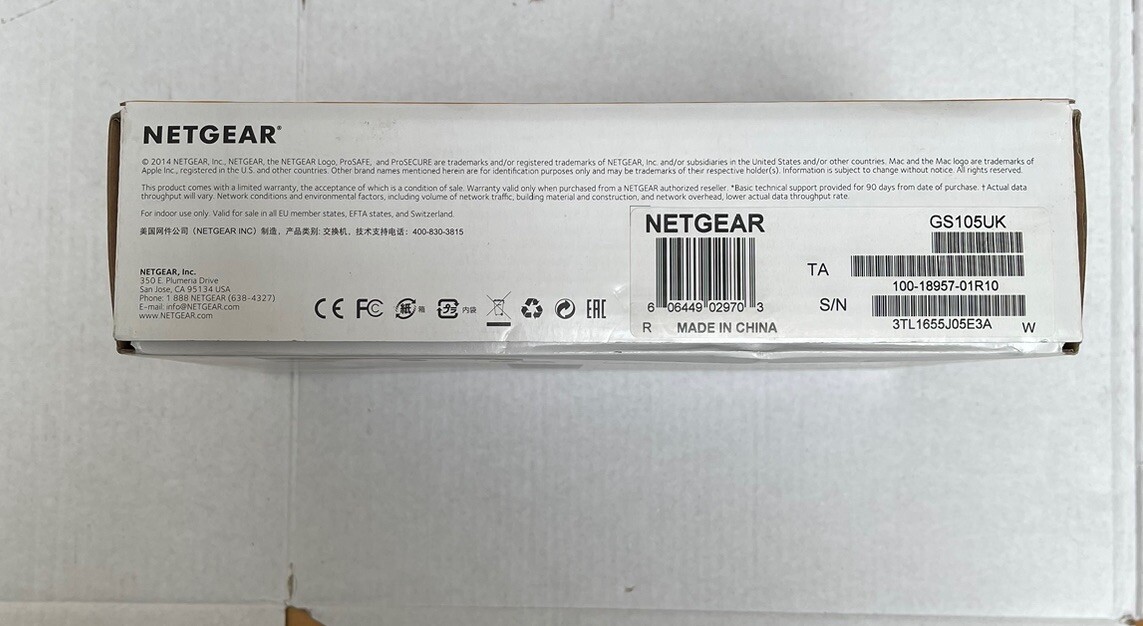 NETGEAR®
© 2014 NETGEAR, Inc., NETGEAR, the NETGEAR Logo, ProSAFE, and ProSECURE are trademarks and/or registered trademarks of NETGEAR, Inc. and/or subsidiaries in the United States and/or other countries. Mac and the Mac logo are trademarks of
Apple Inc., registered in the U.S. and other countries. Other brand names mentioned herein are for identification purposes only and may be trademarks of their respective holder(s). Information is subject to change without notice. All rights reserved.
This product comes with a limited warranty, the acceptance of which is a condition of sale. Warranty valid only when purchased from a NETGEAR authorized reseller. *Basic technical support provided for 90 days from date of purchase. † Actual data
throughput will vary. Network conditions and environmental factors, including volume of network traffic, building material and construction, and network overhead, lower actual data throughput rate.
For indoor use only. Valid for sale in all EU member states, EFTA states, and Switzerland.
美国网件公司（NETGEAR INC）制造，产品类别: 交换机，技术支持电话：400-830-3815
NETGEAR, Inc.
350 E. Plumeria Drive
San Jose, CA 95134 USA
Phone: 1 888 NETGEAR (638-4327)
E-mail: info@NETGEAR.com
www.NETGEAR.com
CE FC 紙 箱 プラ 内袋 EAC
NETGEAR
GS105UK
TA
100-18957-01R10
6 06449 02970 3
S/N
3TL1655J05E3A
R MADE IN CHINA
W